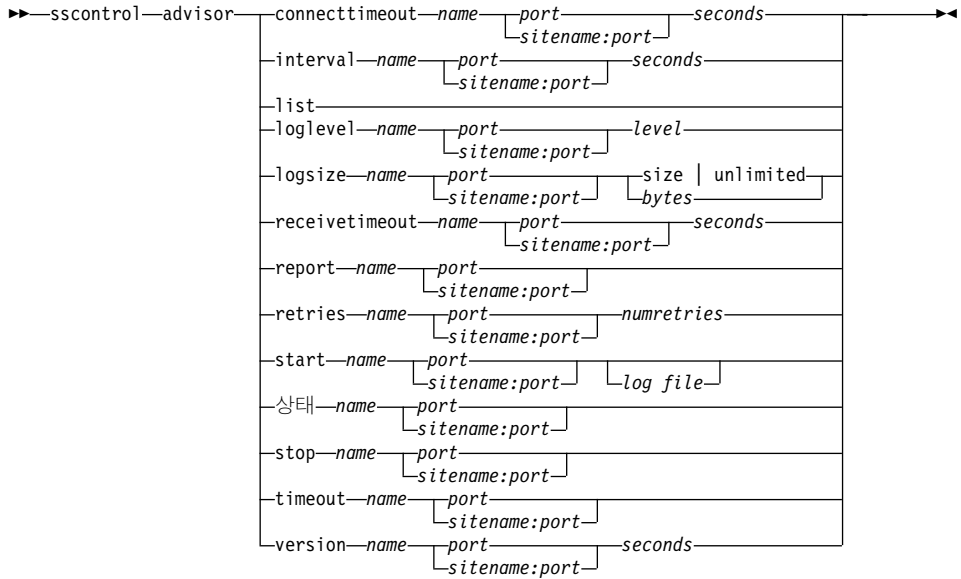 sscontrol advisor connecttimeout name port seconds
sitename:port
interval name port seconds
sitename:port
list
loglevel name port level
sitename:port
logsize name port size | unlimited
sitename:port bytes
receivetimeout name port seconds
sitename:port
report name port
sitename:port
retries name port numretries
sitename:port
start name port
sitename:port log file
상태 name port
sitename:port
stop name port
sitename:port
timeout name port
sitename:port
version name port seconds
sitename:port